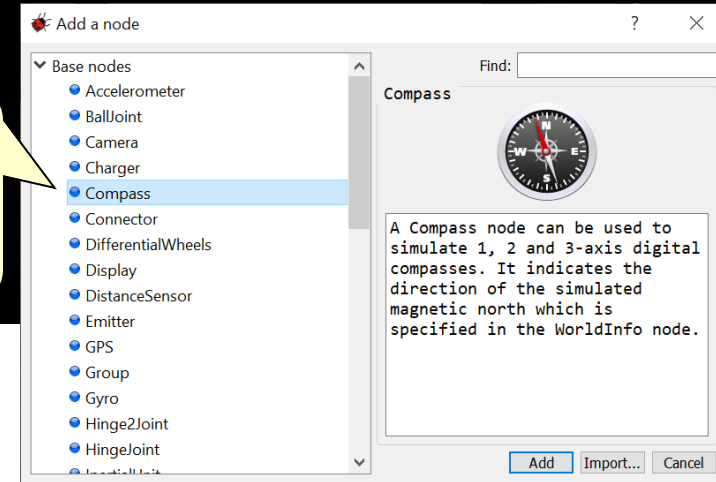 Add a node
?
Base nodes
Accelerometer
BallJoint
Camera
Charger
Compass
Connector
DifferentialWheels
Display
DistanceSensor
Emitter
GPS
Group
Gyro
Hinge2Joint
HingeJoint
Find:
Compass
N
W E
S
A Compass node can be used to
simulate 1, 2 and 3-axis digital
compasses. It indicates the
direction of the simulated
magnetic north which is
specified in the WorldInfo node.
Add Import... Cancel